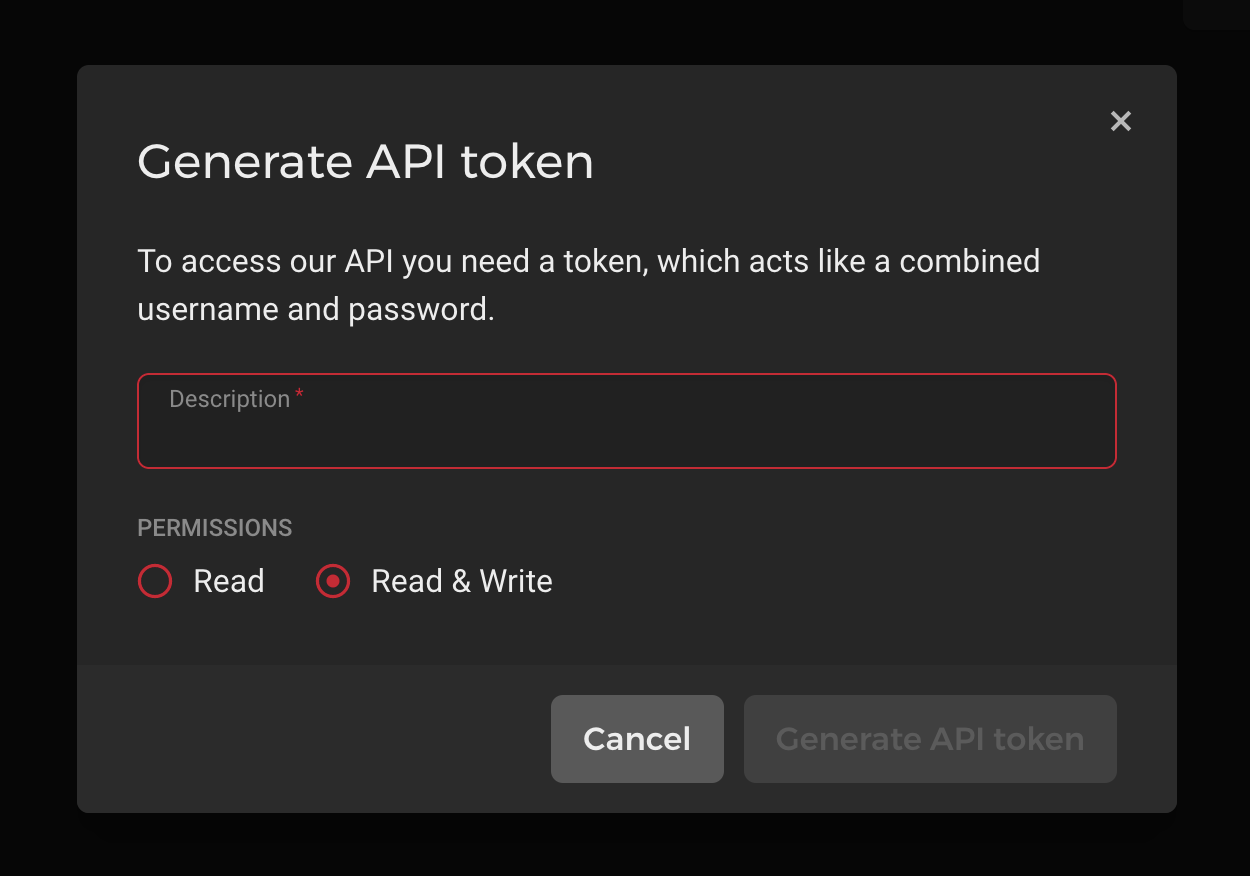 Generate API token
To access our API you need a token, which acts like a combined
username and password.
Description *
PERMISSIONS
Read
Read & Write
Cancel
Generate API token